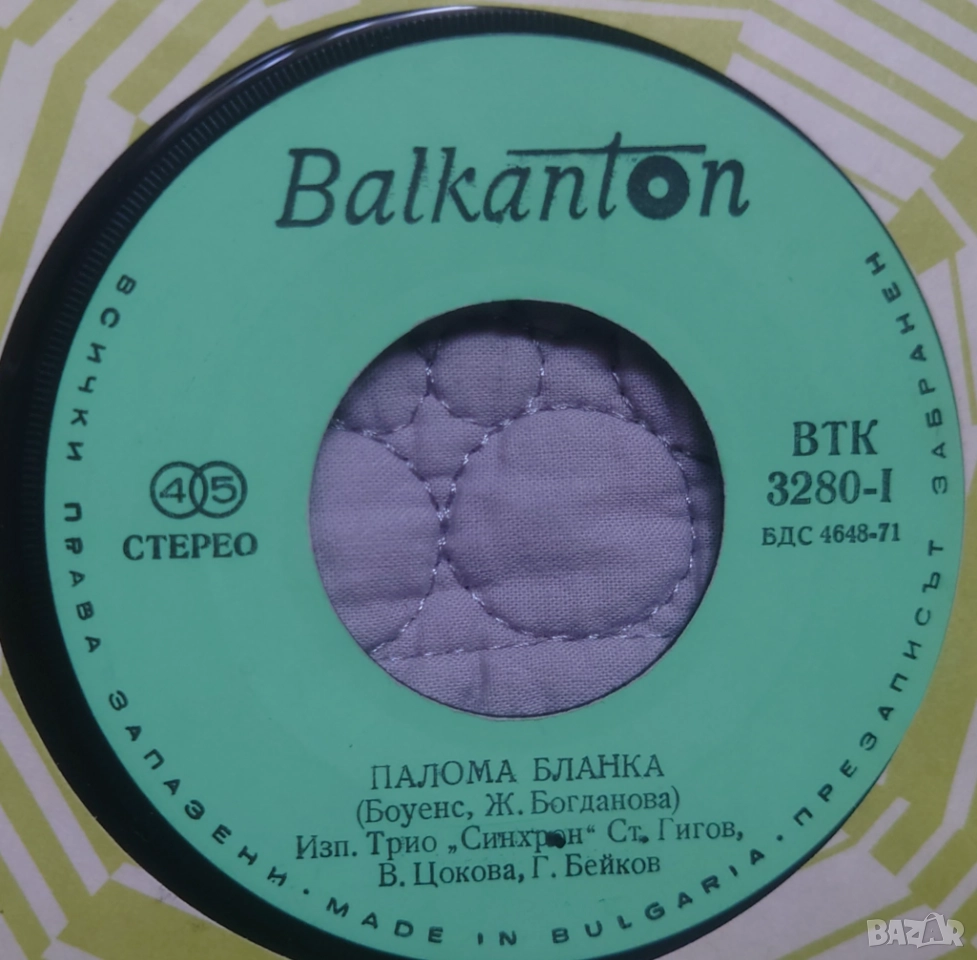 Balkanton
ВСИЧКИ ПРАВА ЗАПАЗЕНИ · MADE IN BULGARIA · ПРЕЗАПИСЪТ ЗАБРАНЕН
45
СТЕРЕО
ВТК
3280-I
БДС 4648-71
ПАЛОМА БЛАНКА
(Боуенс, Ж. Богданова)
Изп. Трио „Синхрон“ Ст. Гигов,
В. Цокова, Г. Бейков
BAZAR